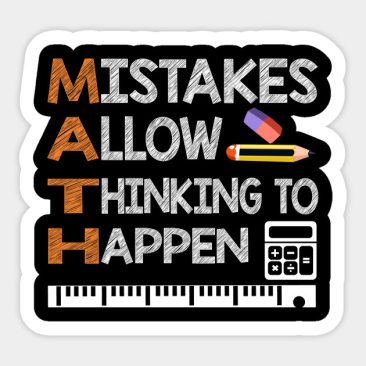 MISTAKES
ALLOW
THINKING TO
HAPPEN